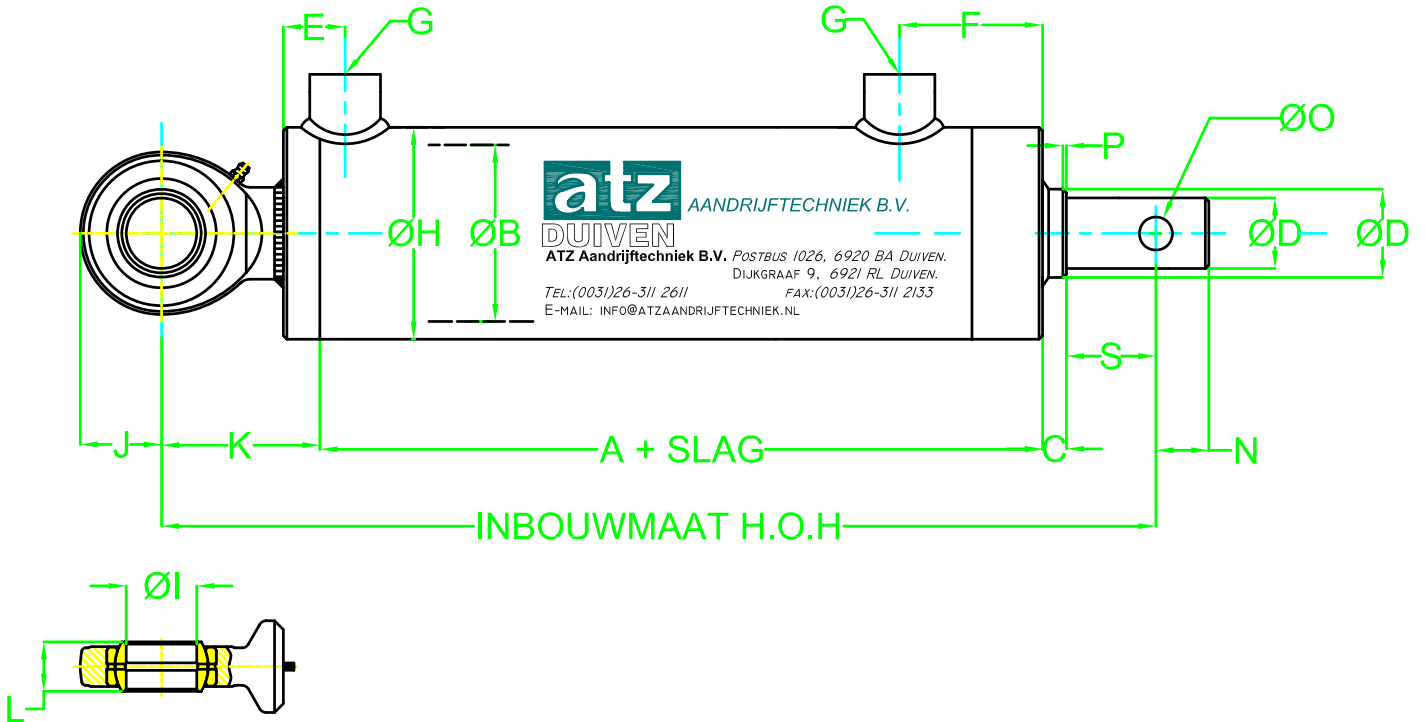 E
G
G
F
P
ØO
atz
AANDRIJFTECHNIEK B.V.
DUIVEN
ØH
ØB
ØD
ØD
ATZ Aandrijftechniek B.V. POSTBUS 1026, 6920 BA DUIVEN.
DIJKGRAAF 9, 6921 RL DUIVEN.
TEL:(0031)26-311 2611 FAX:(0031)26-311 2133
E-MAIL: INFO@ATZAANDRIJFTECHNIEK.NL
S
J
K
A + SLAG
C
N
INBOUWMAAT H.O.H
ØI
L